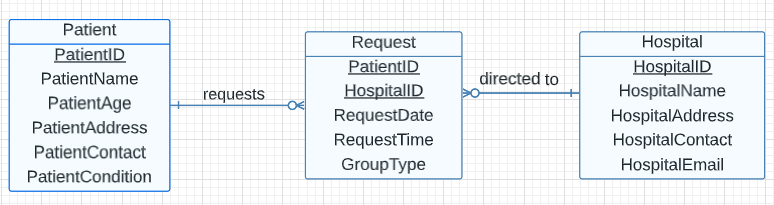 Patient
PatientID
PatientName
PatientAge
PatientAddress
PatientContact
PatientCondition
requests
Request
PatientID
HospitalID
RequestDate
RequestTime
GroupType
directed to
Hospital
HospitalID
HospitalName
HospitalAddress
HospitalContact
HospitalEmail